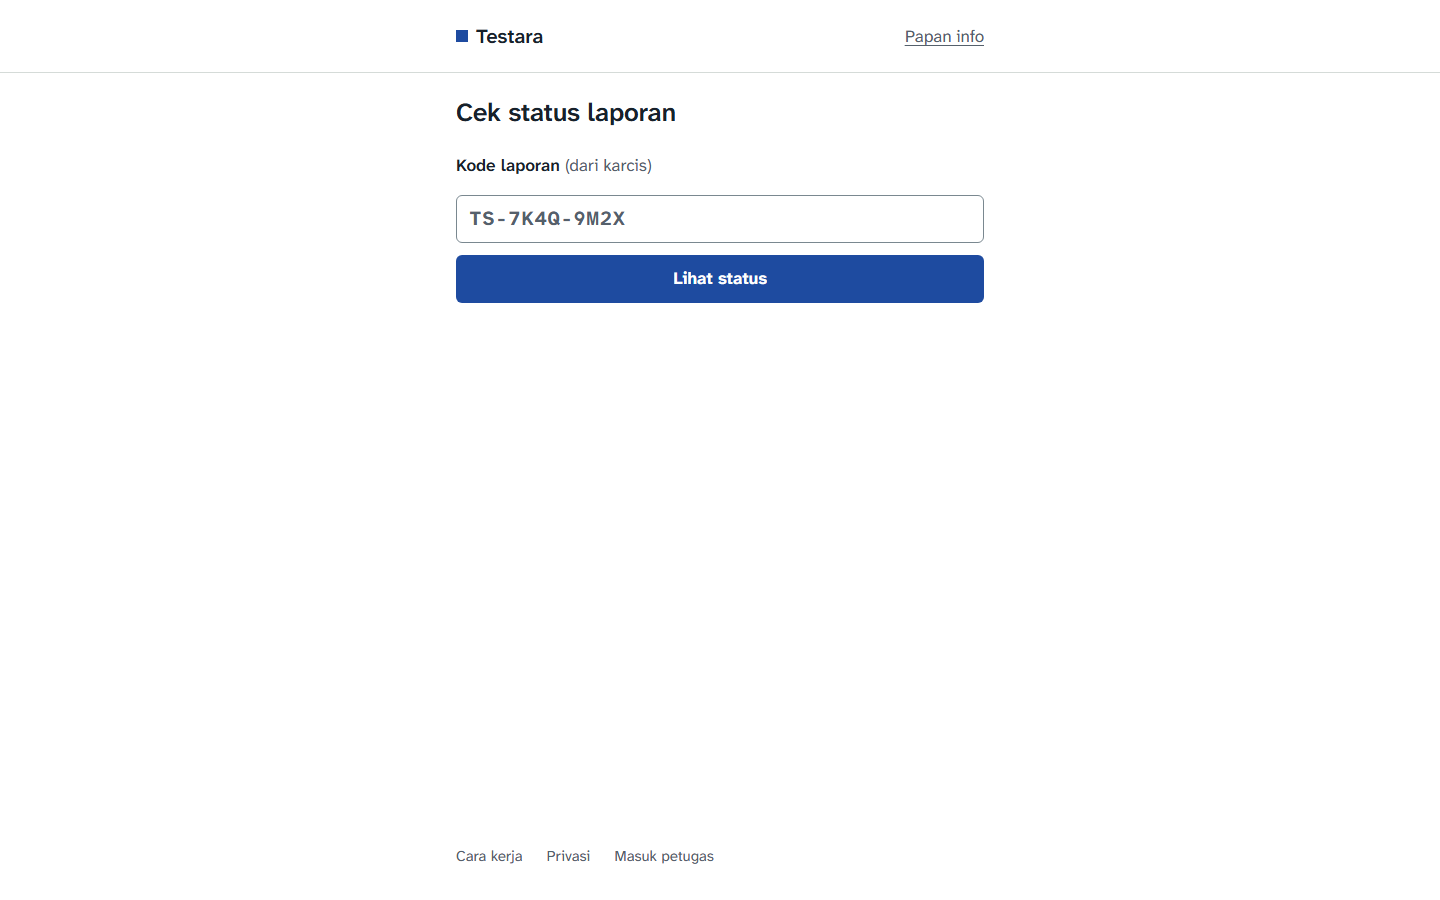 Testara
Papan info
Cek status laporan
Kode laporan (dari karcis)
TS-7K4Q-9M2X
Lihat status
Cara kerja
Privasi
Masuk petugas